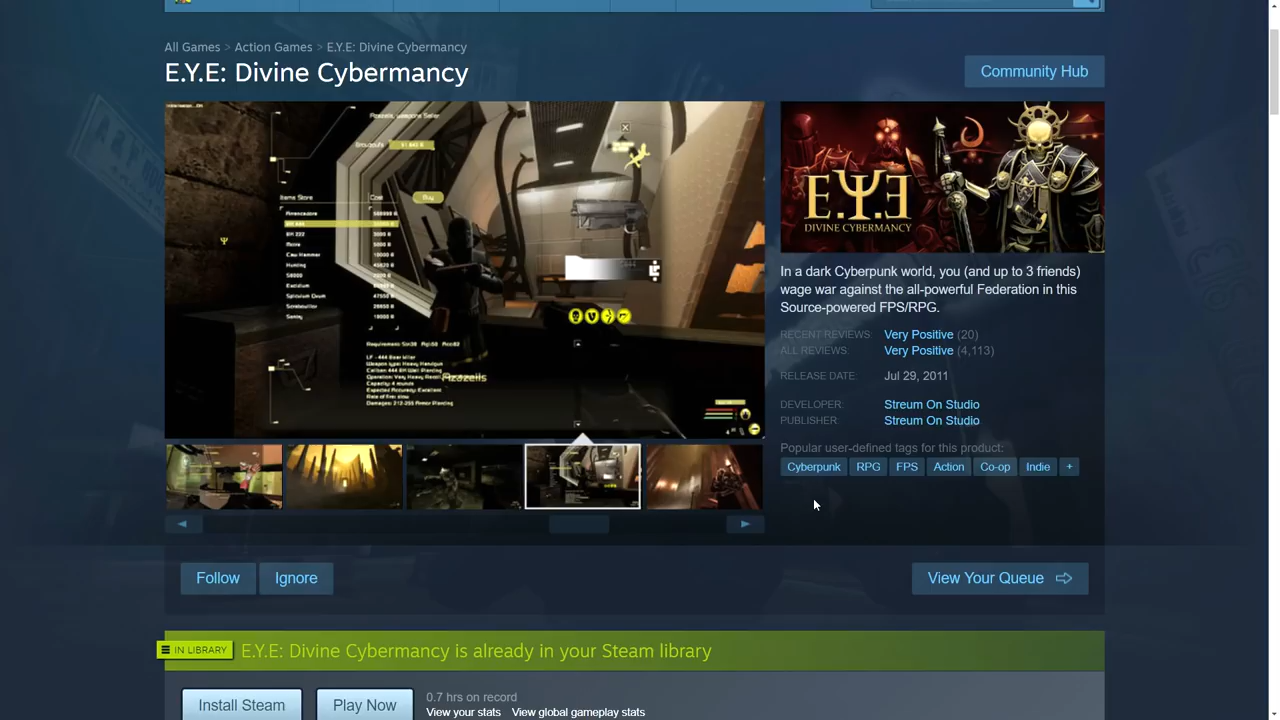 All Games > Action Games > E.Y.E: Divine Cybermancy
E.Y.E: Divine Cybermancy
Community Hub
Items Store
Cost
Buy
E.Ψ.E
DIVINE CYBERMANCY
In a dark Cyberpunk world, you (and up to 3 friends)
wage war against the all-powerful Federation in this
Source-powered FPS/RPG.
RECENT REVIEWS: Very Positive (20)
ALL REVIEWS: Very Positive (4,113)
RELEASE DATE: Jul 29, 2011
DEVELOPER: Streum On Studio
PUBLISHER: Streum On Studio
Popular user-defined tags for this product:
Cyberpunk RPG FPS Action Co-op Indie +
Follow
Ignore
View Your Queue
IN LIBRARY
E.Y.E: Divine Cybermancy is already in your Steam library
Install Steam
Play Now
0.7 hrs on record
View your stats View global gameplay stats